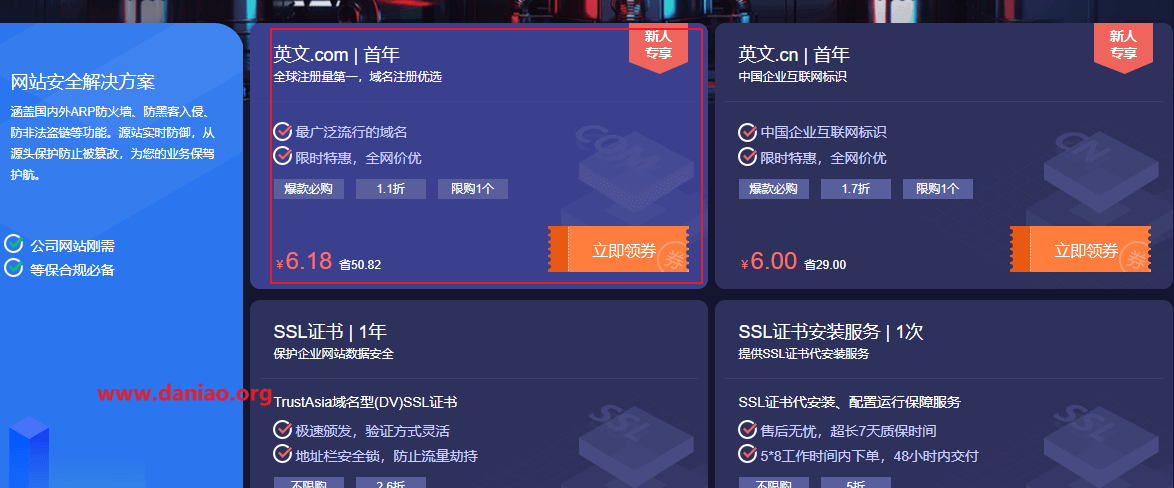 网站安全解决方案
涵盖国内外ARP防火墙、防黑客入侵、
防非法盗链等功能。源站实时防御，从
源头保护防止被篡改，为您的业务保驾
护航。
公司网站刚需
等保合规必备
英文.com | 首年
全球注册量第一，域名注册优选
新人
专享
最广泛流行的域名
限时特惠，全网价优
爆款必购 1.1折 限购1个
COM
¥6.18 省50.82
立即领券
券
英文.cn | 首年
中国企业互联网标识
新人
专享
中国企业互联网标识
限时特惠，全网价优
爆款必购 1.7折 限购1个
CN
¥6.00 省29.00
立即领券
券
SSL证书 | 1年
保护企业网站数据安全
TrustAsia域名型(DV)SSL证书
极速颁发，验证方式灵活
地址栏安全锁，防止流量劫持
SSL
不限购 2.6折
SSL证书安装服务 | 1次
提供SSL证书代安装服务
SSL证书代安装、配置运行保障服务
售后无忧，超长7天质保时间
5*8工作时间内下单，48小时内交付
SSL
不限购 5折
www.daniao.org